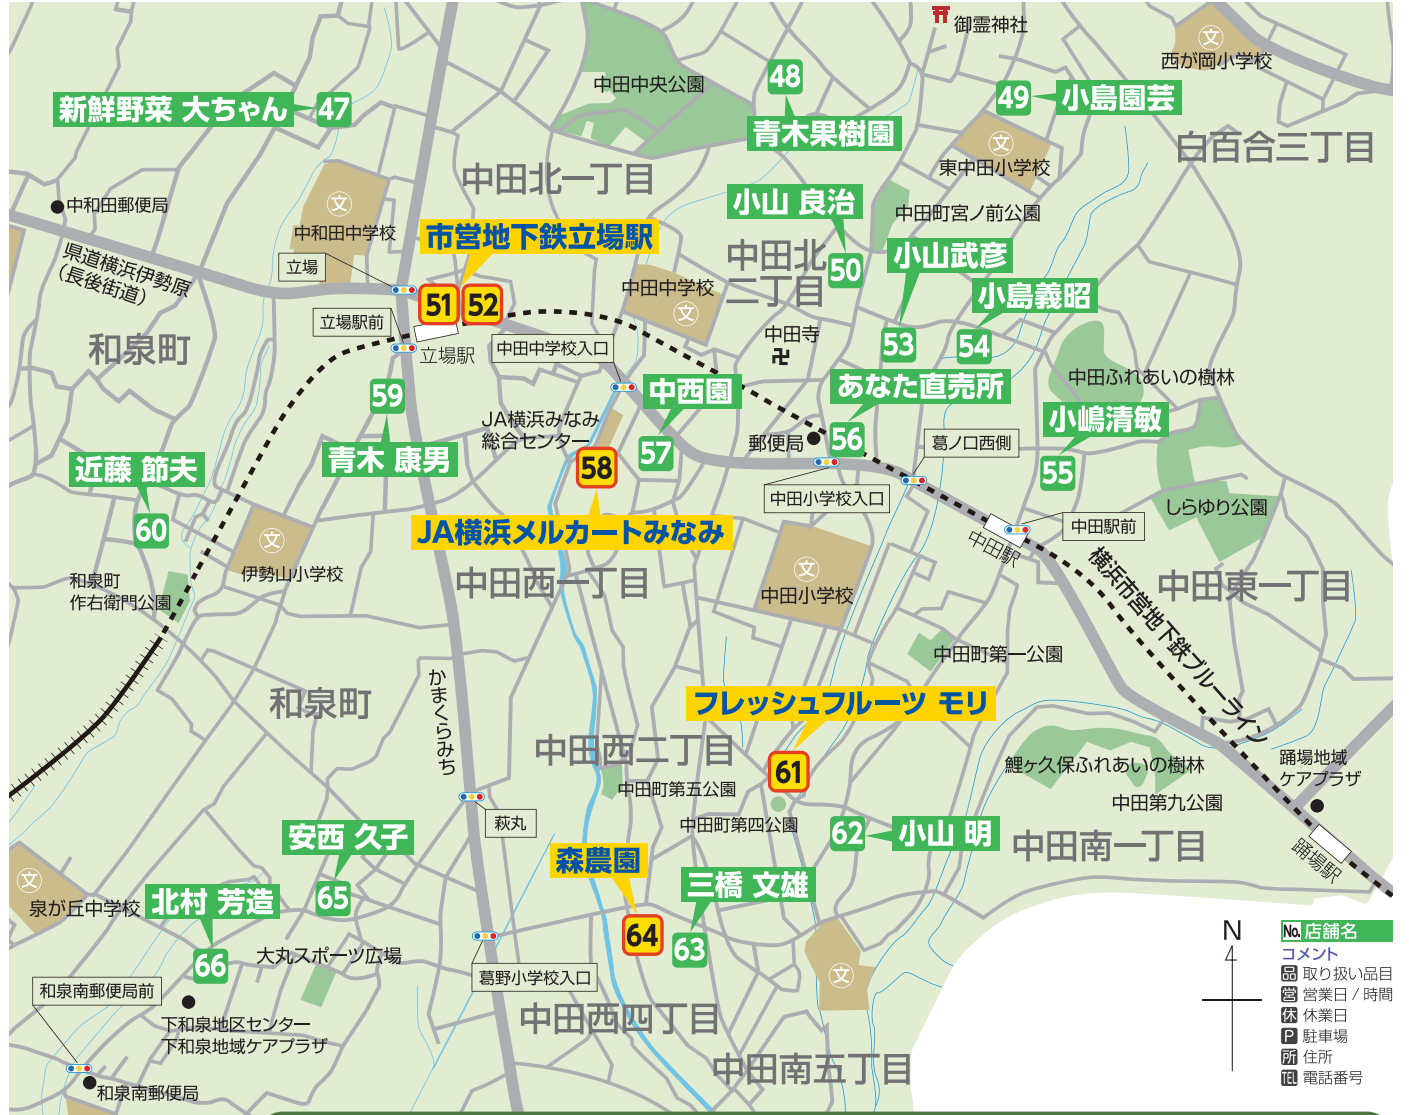 御霊神社
西が岡小学校
文
中田中央公園
48
青木果樹園
49
小島園芸
新鮮野菜 大ちゃん
47
文
東中田小学校
白百合三丁目
中田北一丁目
小山 良治
中和田郵便局
文
中和田中学校
中田町宮ノ前公園
市営地下鉄立場駅
県道横浜伊勢原
(長後街道)
立場
中田北
二丁目
50
小山武彦
小島義昭
51
52
中田中学校
文
立場駅前
和泉町
立場駅
中田中学校入口
中田寺
卍
53
54
中田ふれあいの樹林
59
中西園
あなた直売所
小嶋清敏
JA横浜みなみ
総合センター
青木 康男
近藤 節夫
58
57
郵便局
56
葛ノ口西側
55
中田小学校入口
しらゆり公園
60
JA横浜メルカートみなみ
中田駅前
中田駅
文
伊勢山小学校
和泉町
作右衛門公園
中田西一丁目
文
中田小学校
横浜市営地下鉄ブルーライン
中田東一丁目
中田町第一公園
和泉町
かまくらみち
フレッシュフルーツ モリ
中田西二丁目
61
中田町第五公園
鯉ヶ久保ふれあいの樹林
踊場地域
ケアプラザ
中田第九公園
中田町第四公園
萩丸
62
小山 明
中田南一丁目
踊場駅
安西 久子
森農園
三橋 文雄
文
泉が丘中学校
北村 芳造
65
64
63
66
大丸スポーツ広場
文
葛野小学校入口
和泉南郵便局前
中田西四丁目
下和泉地区センター
下和泉地域ケアプラザ
中田南五丁目
和泉南郵便局
N
No. 店舗名
コメント
品 取り扱い品目
営 営業日 / 時間
休 休業日
P 駐車場
所 住所
TEL 電話番号